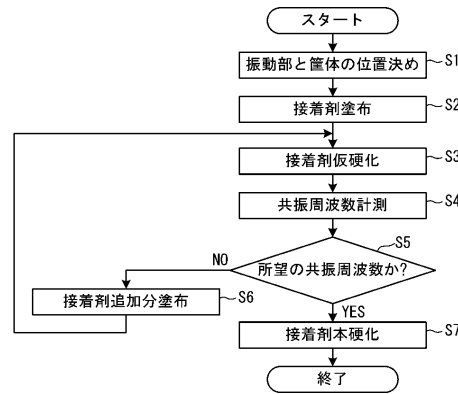 スタート
振動部と筐体の位置決め
S1
接着剤塗布
S2
接着剤仮硬化
S3
共振周波数計測
S4
所望の共振周波数か?
S5
NO
接着剤追加分塗布
S6
YES
接着剤本硬化
S7
終了